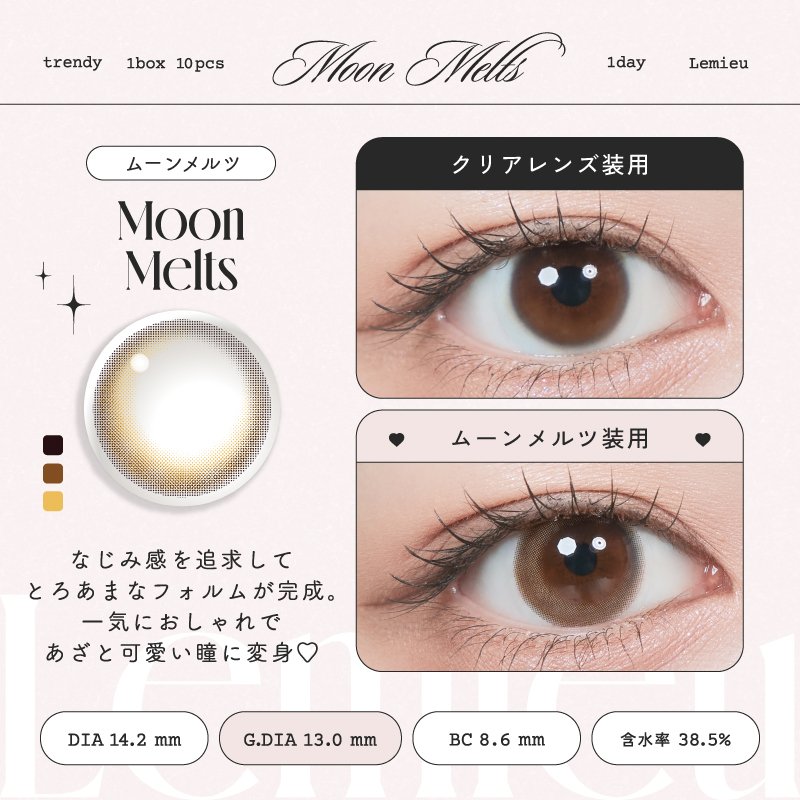 trendy 1box 10pcs Moon Melts 1day Lemieu
ムーンメルツ
Moon
Melts
クリアレンズ装用
ムーンメルツ装用
なじみ感を追求して
とろあまなフォルムが完成。
一気におしゃれで
あざと可愛い瞳に変身♡
Lemieu
DIA 14.2 mm
G.DIA 13.0 mm
BC 8.6 mm
含水率 38.5%